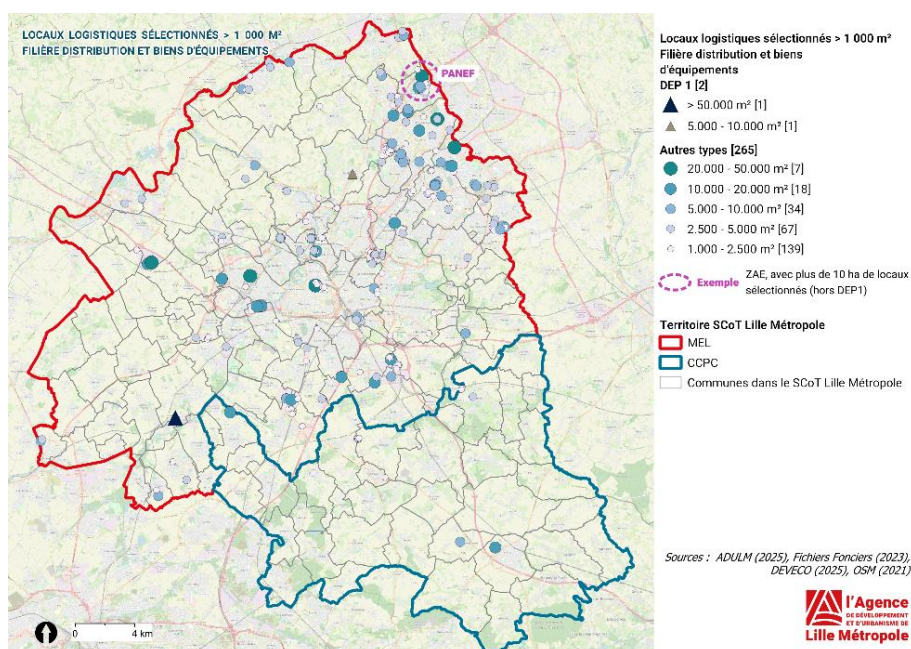 LOCAUX LOGISTIQUES SÉLECTIONNÉS > 1 000 M²
FILIÈRE DISTRIBUTION ET BIENS D'ÉQUIPEMENTS
PANEF
0 4 km
Locaux logistiques sélectionnés > 1 000 m²
Filière distribution et biens
d'équipements
DEP 1 [2]
> 50.000 m² [1]
5.000 - 10.000 m² [1]
Autres types [265]
20.000 - 50.000 m² [7]
10.000 - 20.000 m² [18]
5.000 - 10.000 m² [34]
2.500 - 5.000 m² [67]
1.000 - 2.500 m² [139]
Exemple ZAE, avec plus de 10 ha de locaux
sélectionnés (hors DEP1)
Territoire SCoT Lille Métropole
MEL
CCPC
Communes dans le SCoT Lille Métropole
Sources : ADULM (2025), Fichiers Fonciers (2023),
DEVECO (2025), OSM (2021)
l'Agence
DE DÉVELOPPEMENT
ET D'URBANISME DE
Lille Métropole